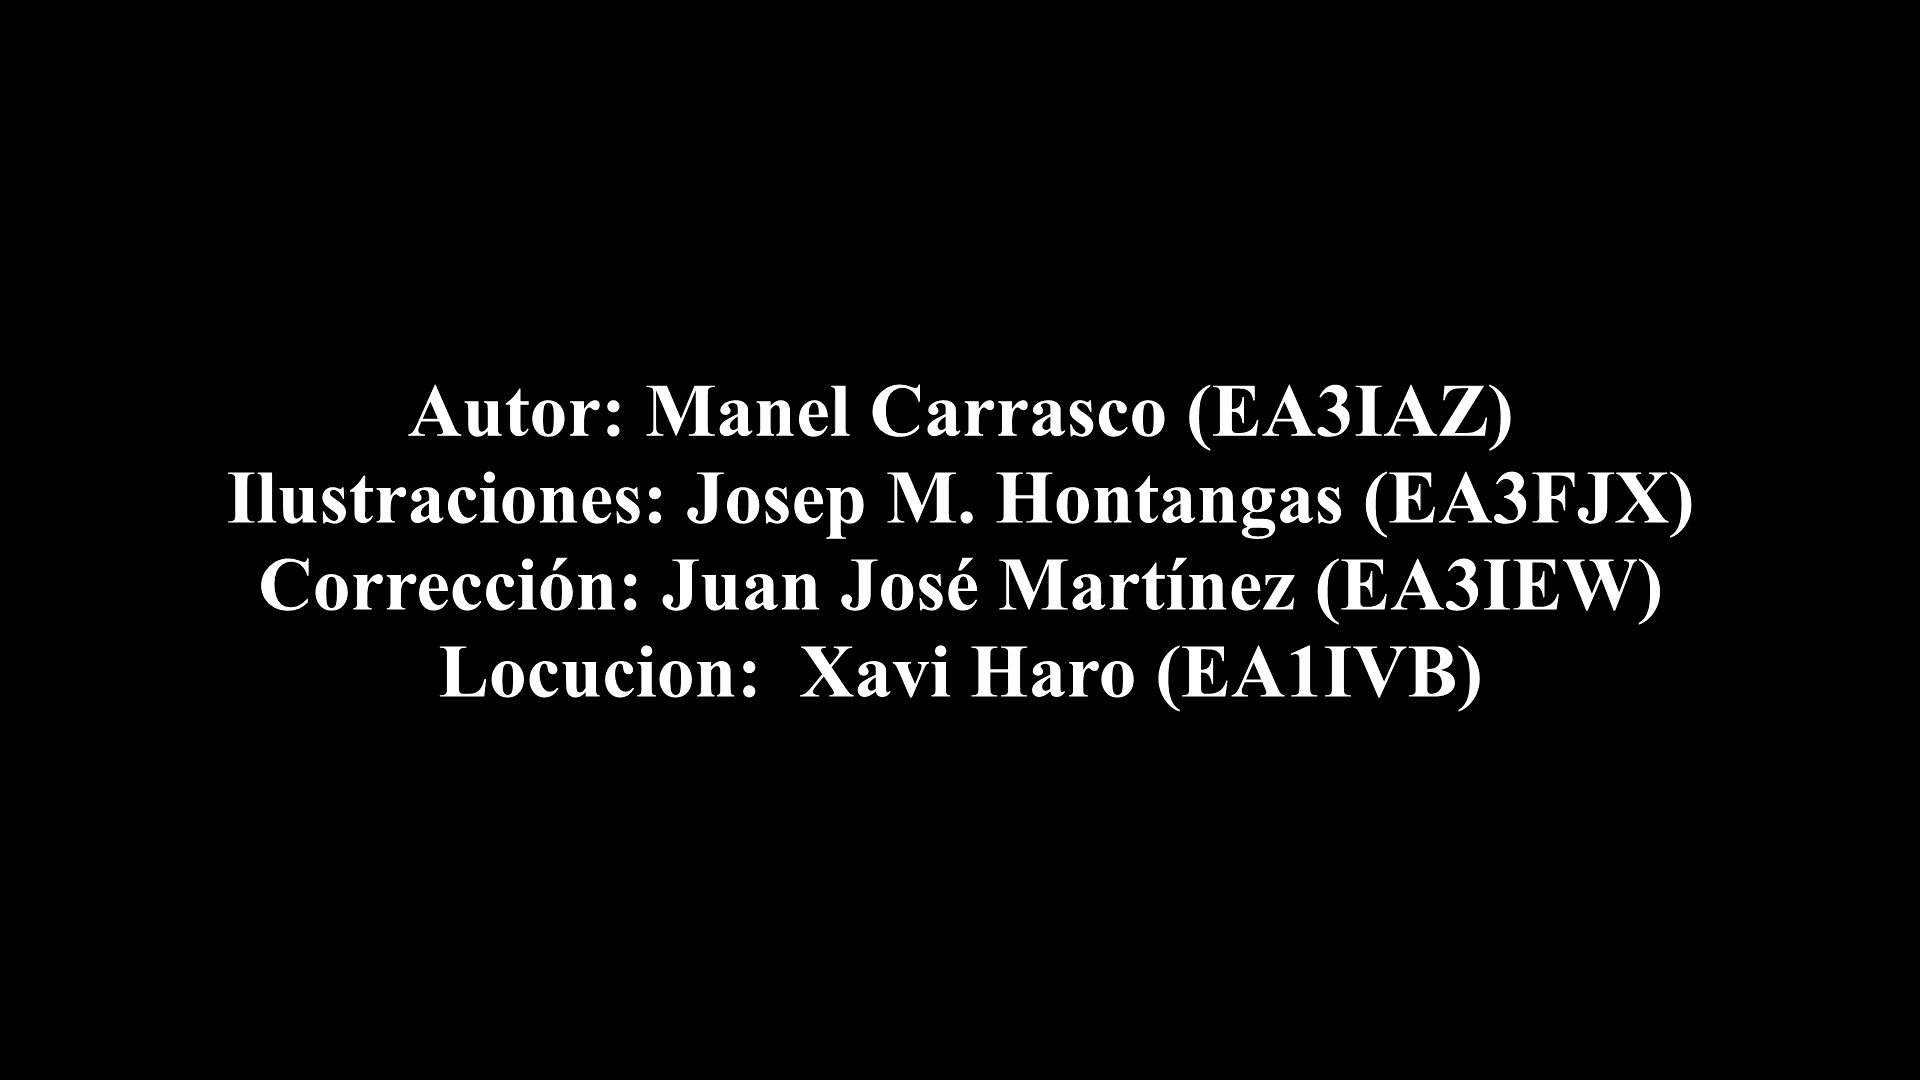 Autor: Manel Carrasco (EA3IAZ)
Ilustraciones: Josep M. Hontangas (EA3FJX)
Corrección: Juan José Martínez (EA3IEW)
Locucion:  Xavi Haro (EA1IVB)